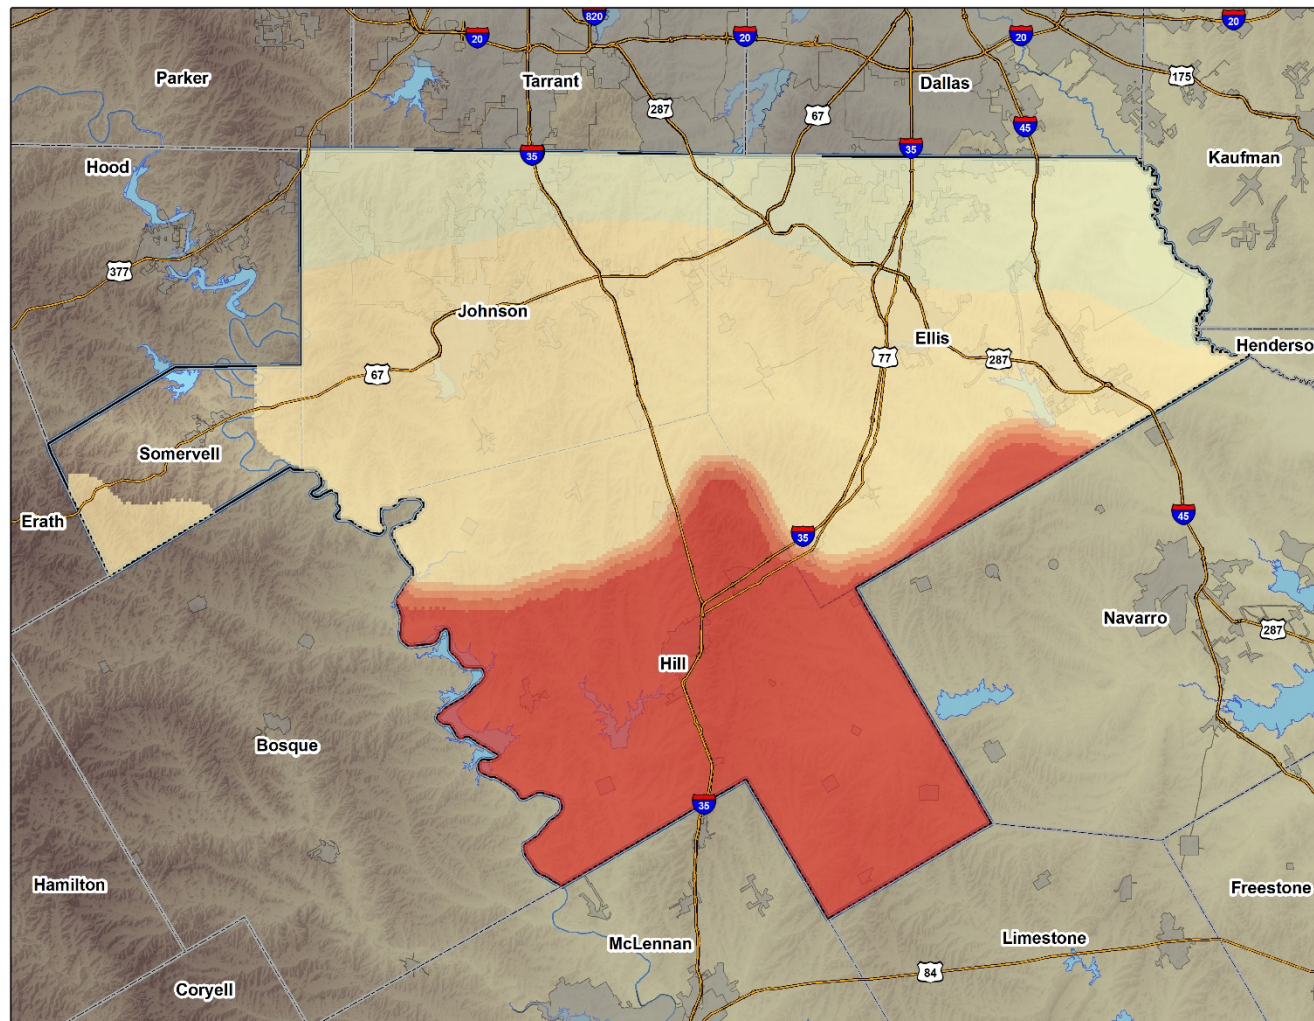 820
20
20
20
20
Parker
Tarrant
Dallas
175
287
67
45
35
35
Kaufman
Hood
377
Johnson
Ellis
Henderso
77
287
67
Somervell
Erath
45
35
Navarro
287
Hill
Bosque
35
Hamilton
Freestone
McLennan
Limestone
84
Coryell